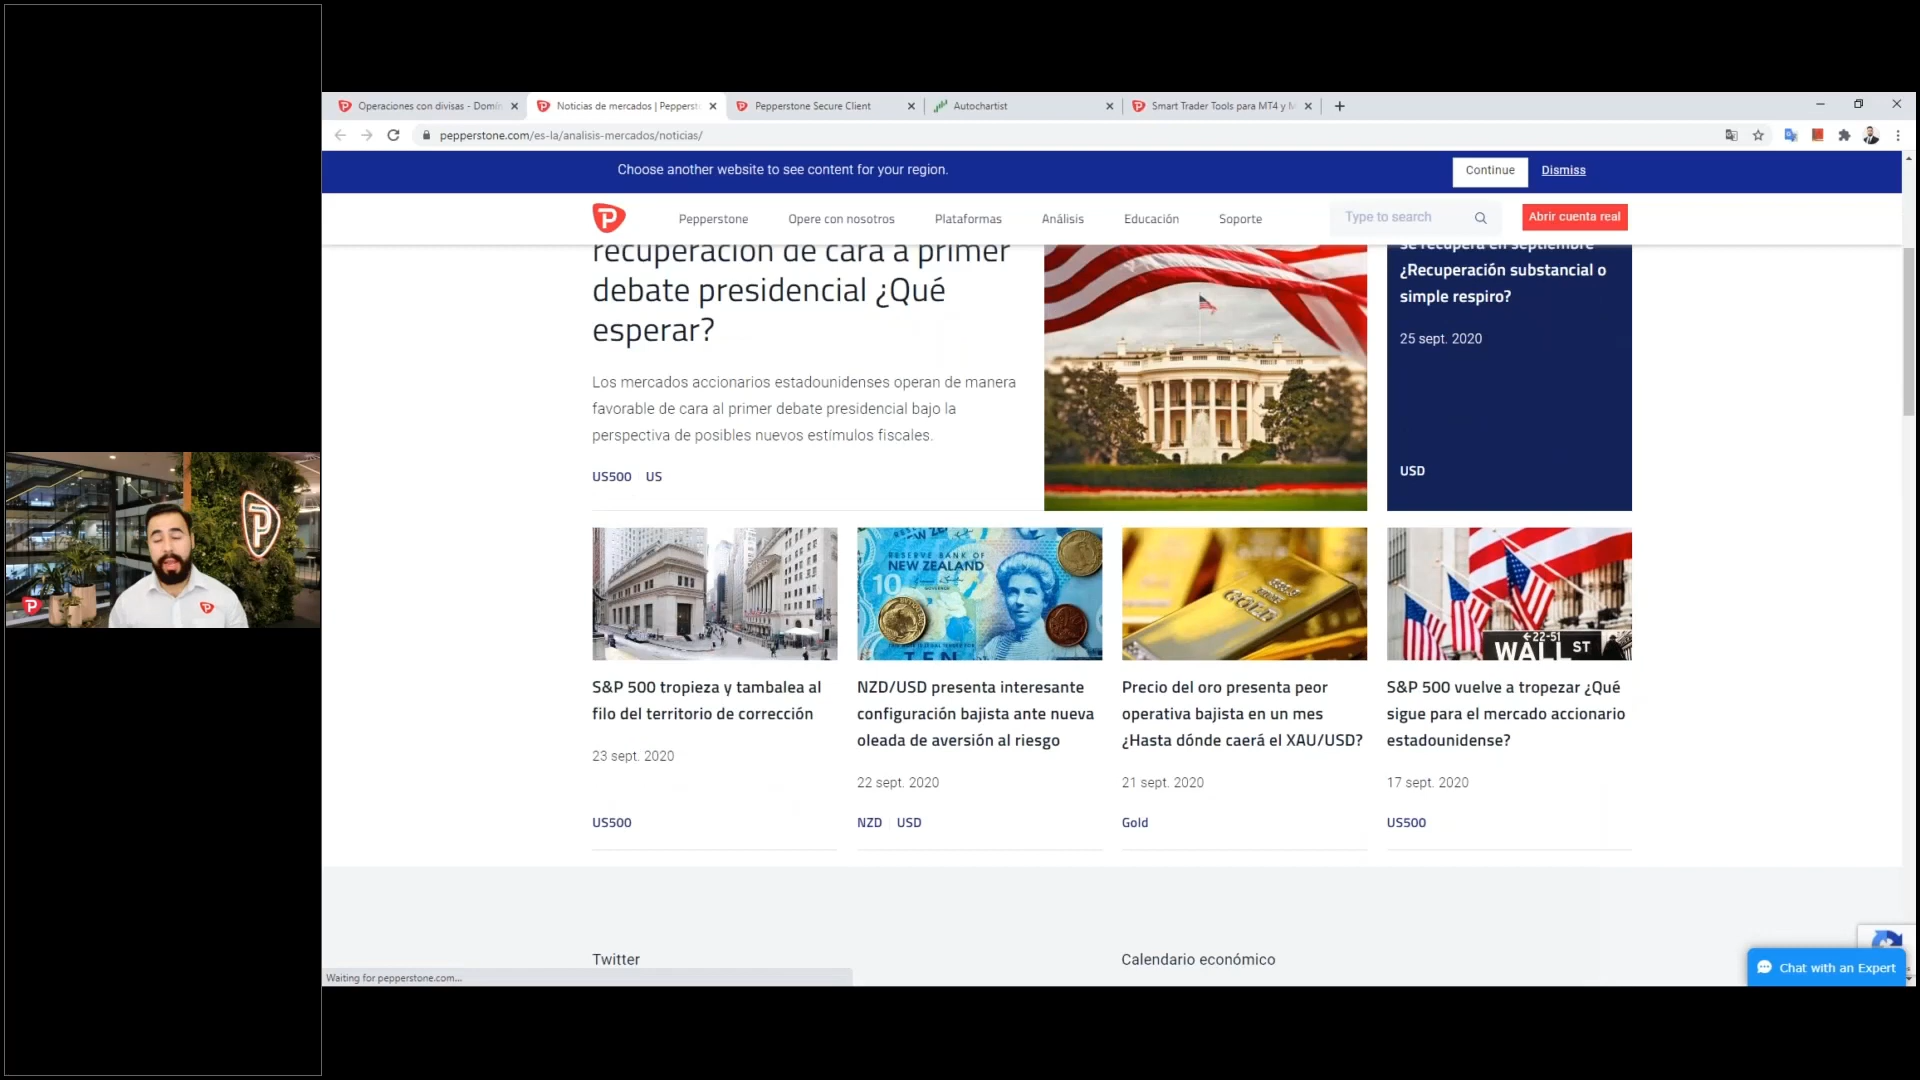 Operaciones con divisas - Domin
Noticias de mercados | Pepperst
Pepperstone Secure Client
Autochartist
Smart Trader Tools para MT4 y M
pepperstone.com/es-la/analisis-mercados/noticias/
Choose another website to see content for your region.
Continue
Dismiss
Pepperstone
Opere con nosotros
Plataformas
Análisis
Educación
Soporte
Type to search
Abrir cuenta real
recuperación de cara a primer
debate presidencial ¿Qué
esperar?
Los mercados accionarios estadounidenses operan de manera
favorable de cara al primer debate presidencial bajo la
perspectiva de posibles nuevos estímulos fiscales.
US500 US
se recupera en septiembre
¿Recuperación substancial o
simple respiro?
25 sept. 2020
USD
RESERVE BANK OF
NEW ZEALAND
10
TEN
GOLD
22-51
WALL ST
S&P 500 tropieza y tambalea al
filo del territorio de corrección
23 sept. 2020
US500
NZD/USD presenta interesante
configuración bajista ante nueva
oleada de aversión al riesgo
22 sept. 2020
NZD USD
Precio del oro presenta peor
operativa bajista en un mes
¿Hasta dónde caerá el XAU/USD?
21 sept. 2020
Gold
S&P 500 vuelve a tropezar ¿Qué
sigue para el mercado accionario
estadounidense?
17 sept. 2020
US500
Twitter
Calendario económico
Waiting for pepperstone.com...
Chat with an Expert